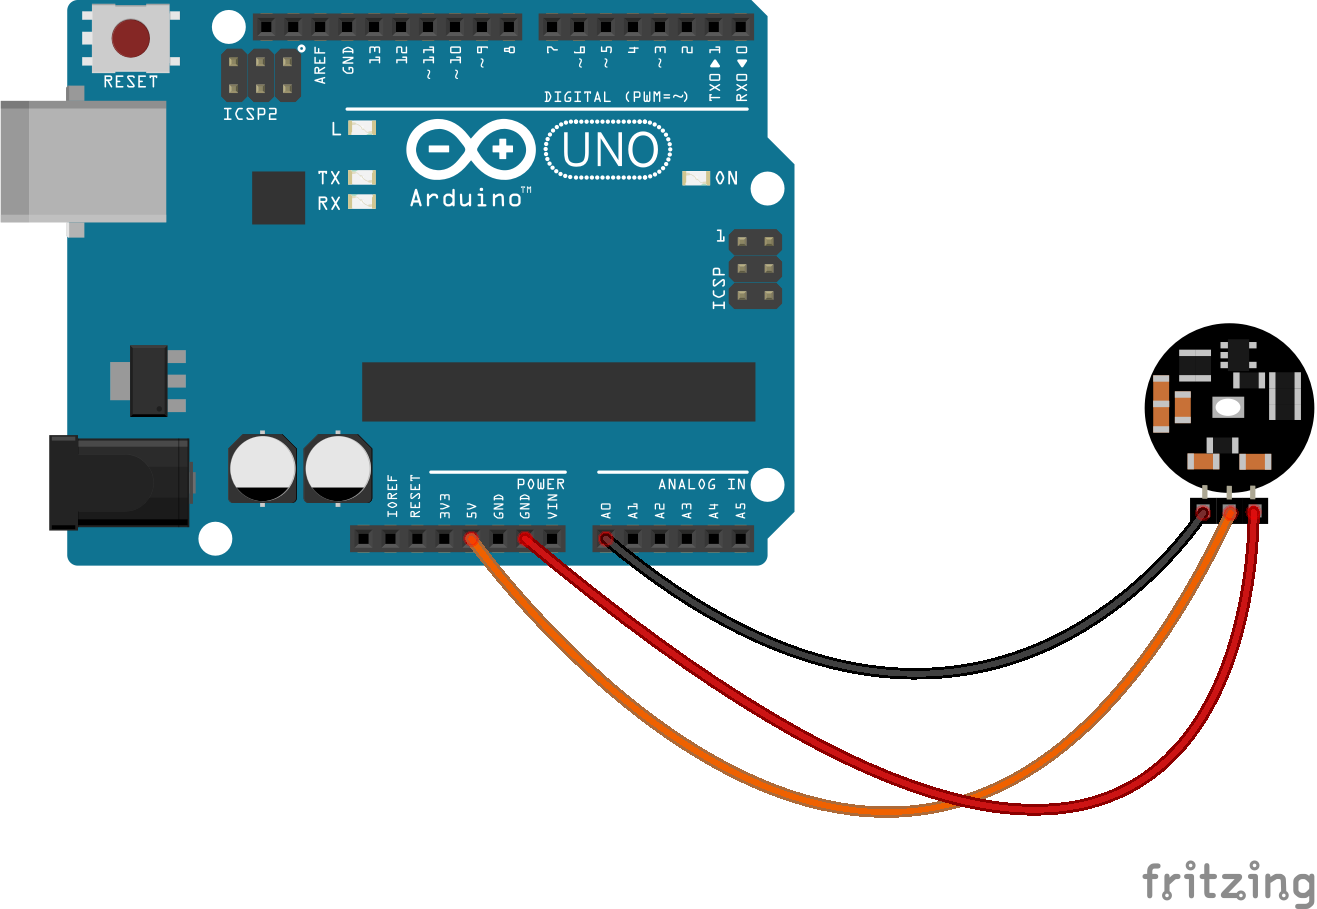 RESET
ICSP2
AREF
GND
13
12
~11
~10
~9
8
7
~6
~5
4
~3
2
TX0▶1
RX0◀0
DIGITAL (PWM=~)
L
TX
RX
Arduino™
UNO
ON
1
ICSP
IOREF
RESET
3V3
5V
GND
GND
VIN
POWER
A0
A1
A2
A3
A4
A5
ANALOG IN
fritzing